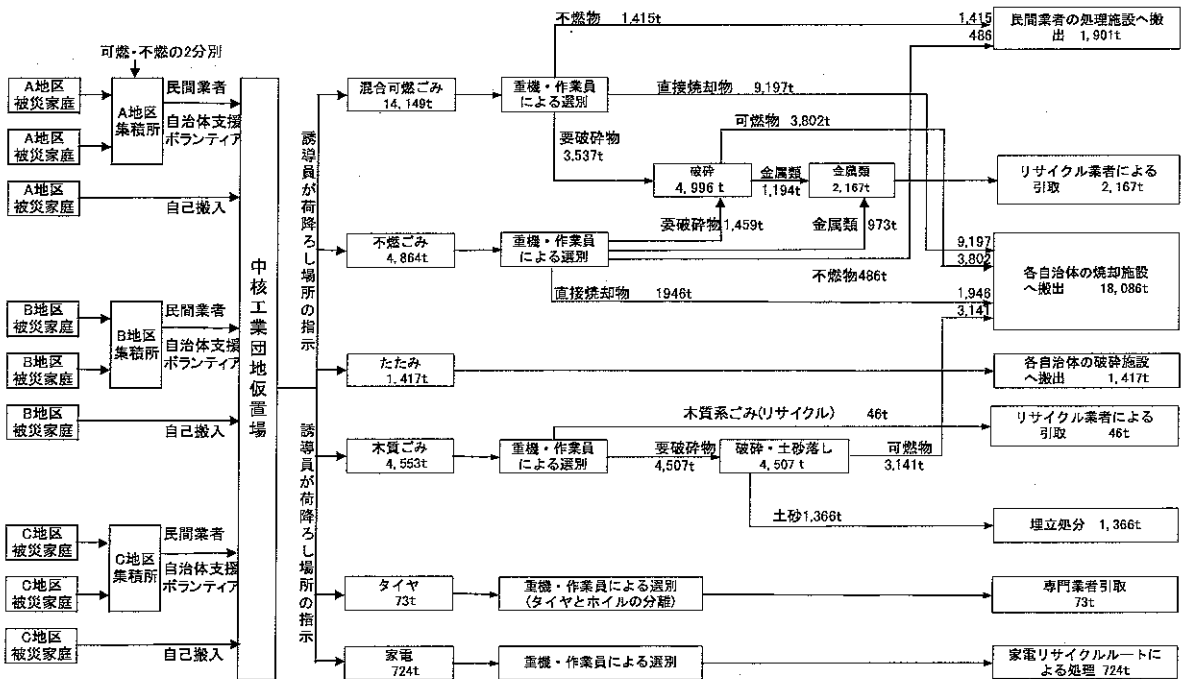 可燃・不燃の2分別
A地区
被災家庭
A地区
被災家庭
A地区
集積所
民間業者
自治体支援
ボランティア
A地区
被災家庭
自己搬入
B地区
被災家庭
B地区
被災家庭
B地区
集積所
民間業者
自治体支援
ボランティア
B地区
被災家庭
自己搬入
C地区
被災家庭
C地区
被災家庭
C地区
集積所
民間業者
自治体支援
ボランティア
C地区
被災家庭
自己搬入
中核工業団地仮置場
誘導員が荷降ろし場所の指示
誘導員が荷降ろし場所の指示
混合可燃ごみ
14,149t
重機・作業員
による選別
不燃物 1,415t
1,415
486
民間業者の処理施設へ搬
出 1,901t
直接焼却物 9,197t
可燃物 3,802t
要破砕物
3,537t
破砕
4,996 t
金属類
1,194t
金属類
2,167t
リサイクル業者による
引取 2,167t
要破砕物1,459t
金属類 973t
不燃ごみ
4,864t
重機・作業員
による選別
不燃物486t
直接焼却物 1946t
9,197
3,802
1,946
3,141
各自治体の焼却施設
へ搬出 18,086t
たたみ
1,417t
各自治体の破砕施設
へ搬出 1,417t
木質系ごみ(リサイクル) 46t
リサイクル業者による
引取 46t
木質ごみ
4,553t
重機・作業員
による選別
要破砕物
4,507t
破砕・土砂落し
4,507 t
可燃物
3,141t
土砂1,366t
埋立処分 1,366t
タイヤ
73t
重機・作業員による選別
(タイヤとホイルの分離)
専門業者引取
73t
家電
724t
重機・作業員による選別
家電リサイクルルートに
よる処理 724t